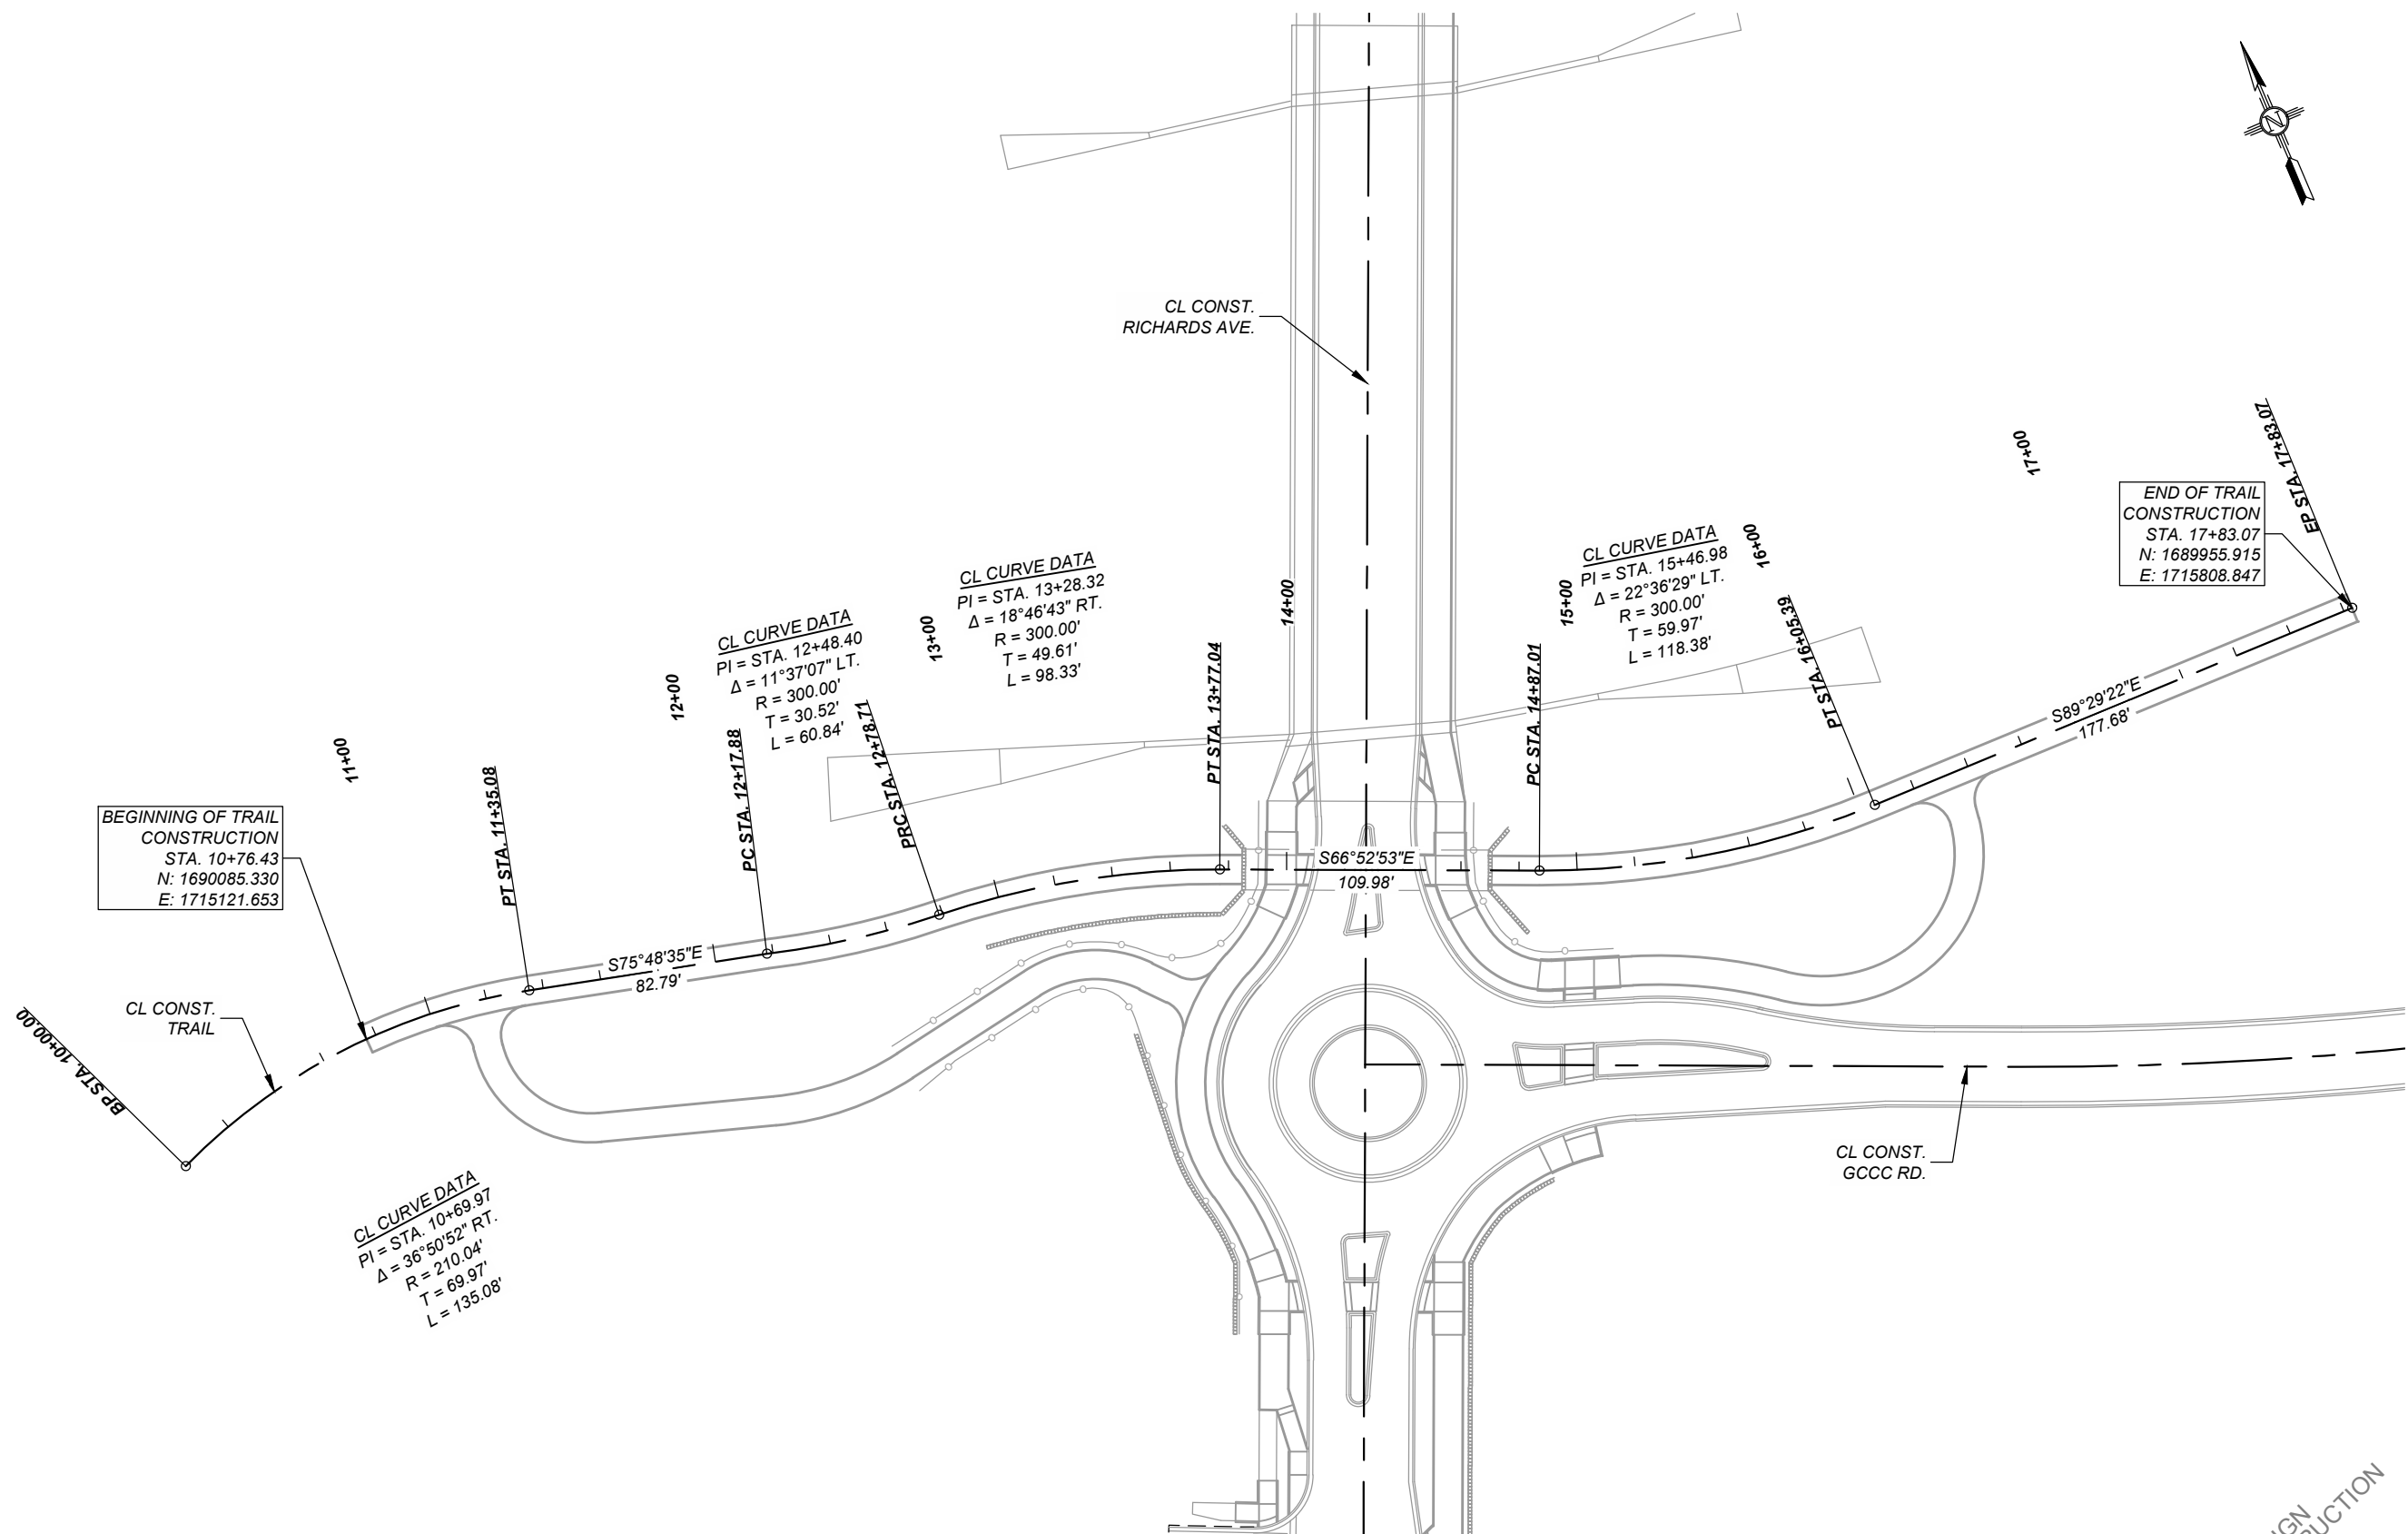 N
CL CONST.
RICHARDS AVE.
BEGINNING OF TRAIL
CONSTRUCTION
STA. 10+76.43
N: 1690085.330
E: 1715121.653
BP STA. 10+00.00
CL CONST.
TRAIL
11+00
PT STA. 11+35.08
CL CURVE DATA
PI = STA. 10+69.97
Δ = 36°50'52" RT.
R = 210.04'
T = 69.97'
L = 135.08'
S75°48'35"E
82.79'
12+00
PC STA. 12+17.88
CL CURVE DATA
PI = STA. 12+48.40
Δ = 11°37'07" LT.
R = 300.00'
T = 30.52'
L = 60.84'
PRC STA. 12+78.71
13+00
CL CURVE DATA
PI = STA. 13+28.32
Δ = 18°46'43" RT.
R = 300.00'
T = 49.61'
L = 98.33'
PT STA. 13+77.04
14+00
S66°52'53"E
109.98'
PC STA. 14+87.01
15+00
CL CURVE DATA
PI = STA. 15+46.98
Δ = 22°36'29" LT.
R = 300.00'
T = 59.97'
L = 118.38'
16+00
PT STA. 16+05.39
S89°29'22"E
177.68'
17+00
EP STA. 17+83.07
END OF TRAIL
CONSTRUCTION
STA. 17+83.07
N: 1689955.915
E: 1715808.847
CL CONST.
GCCC RD.